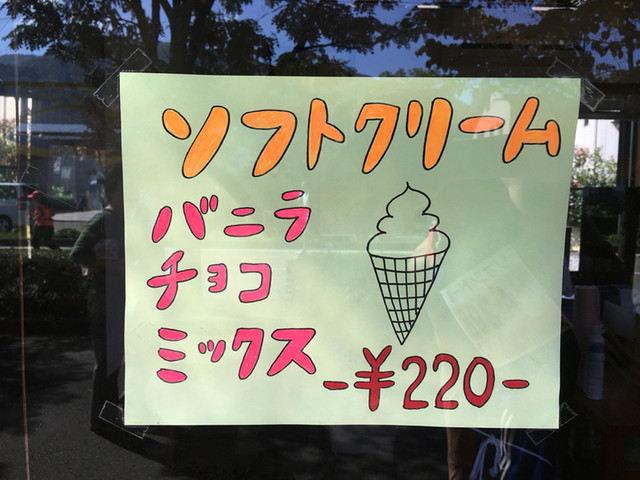 ソフトクリーム
バニラ
チョコ
ミックス
-¥220-